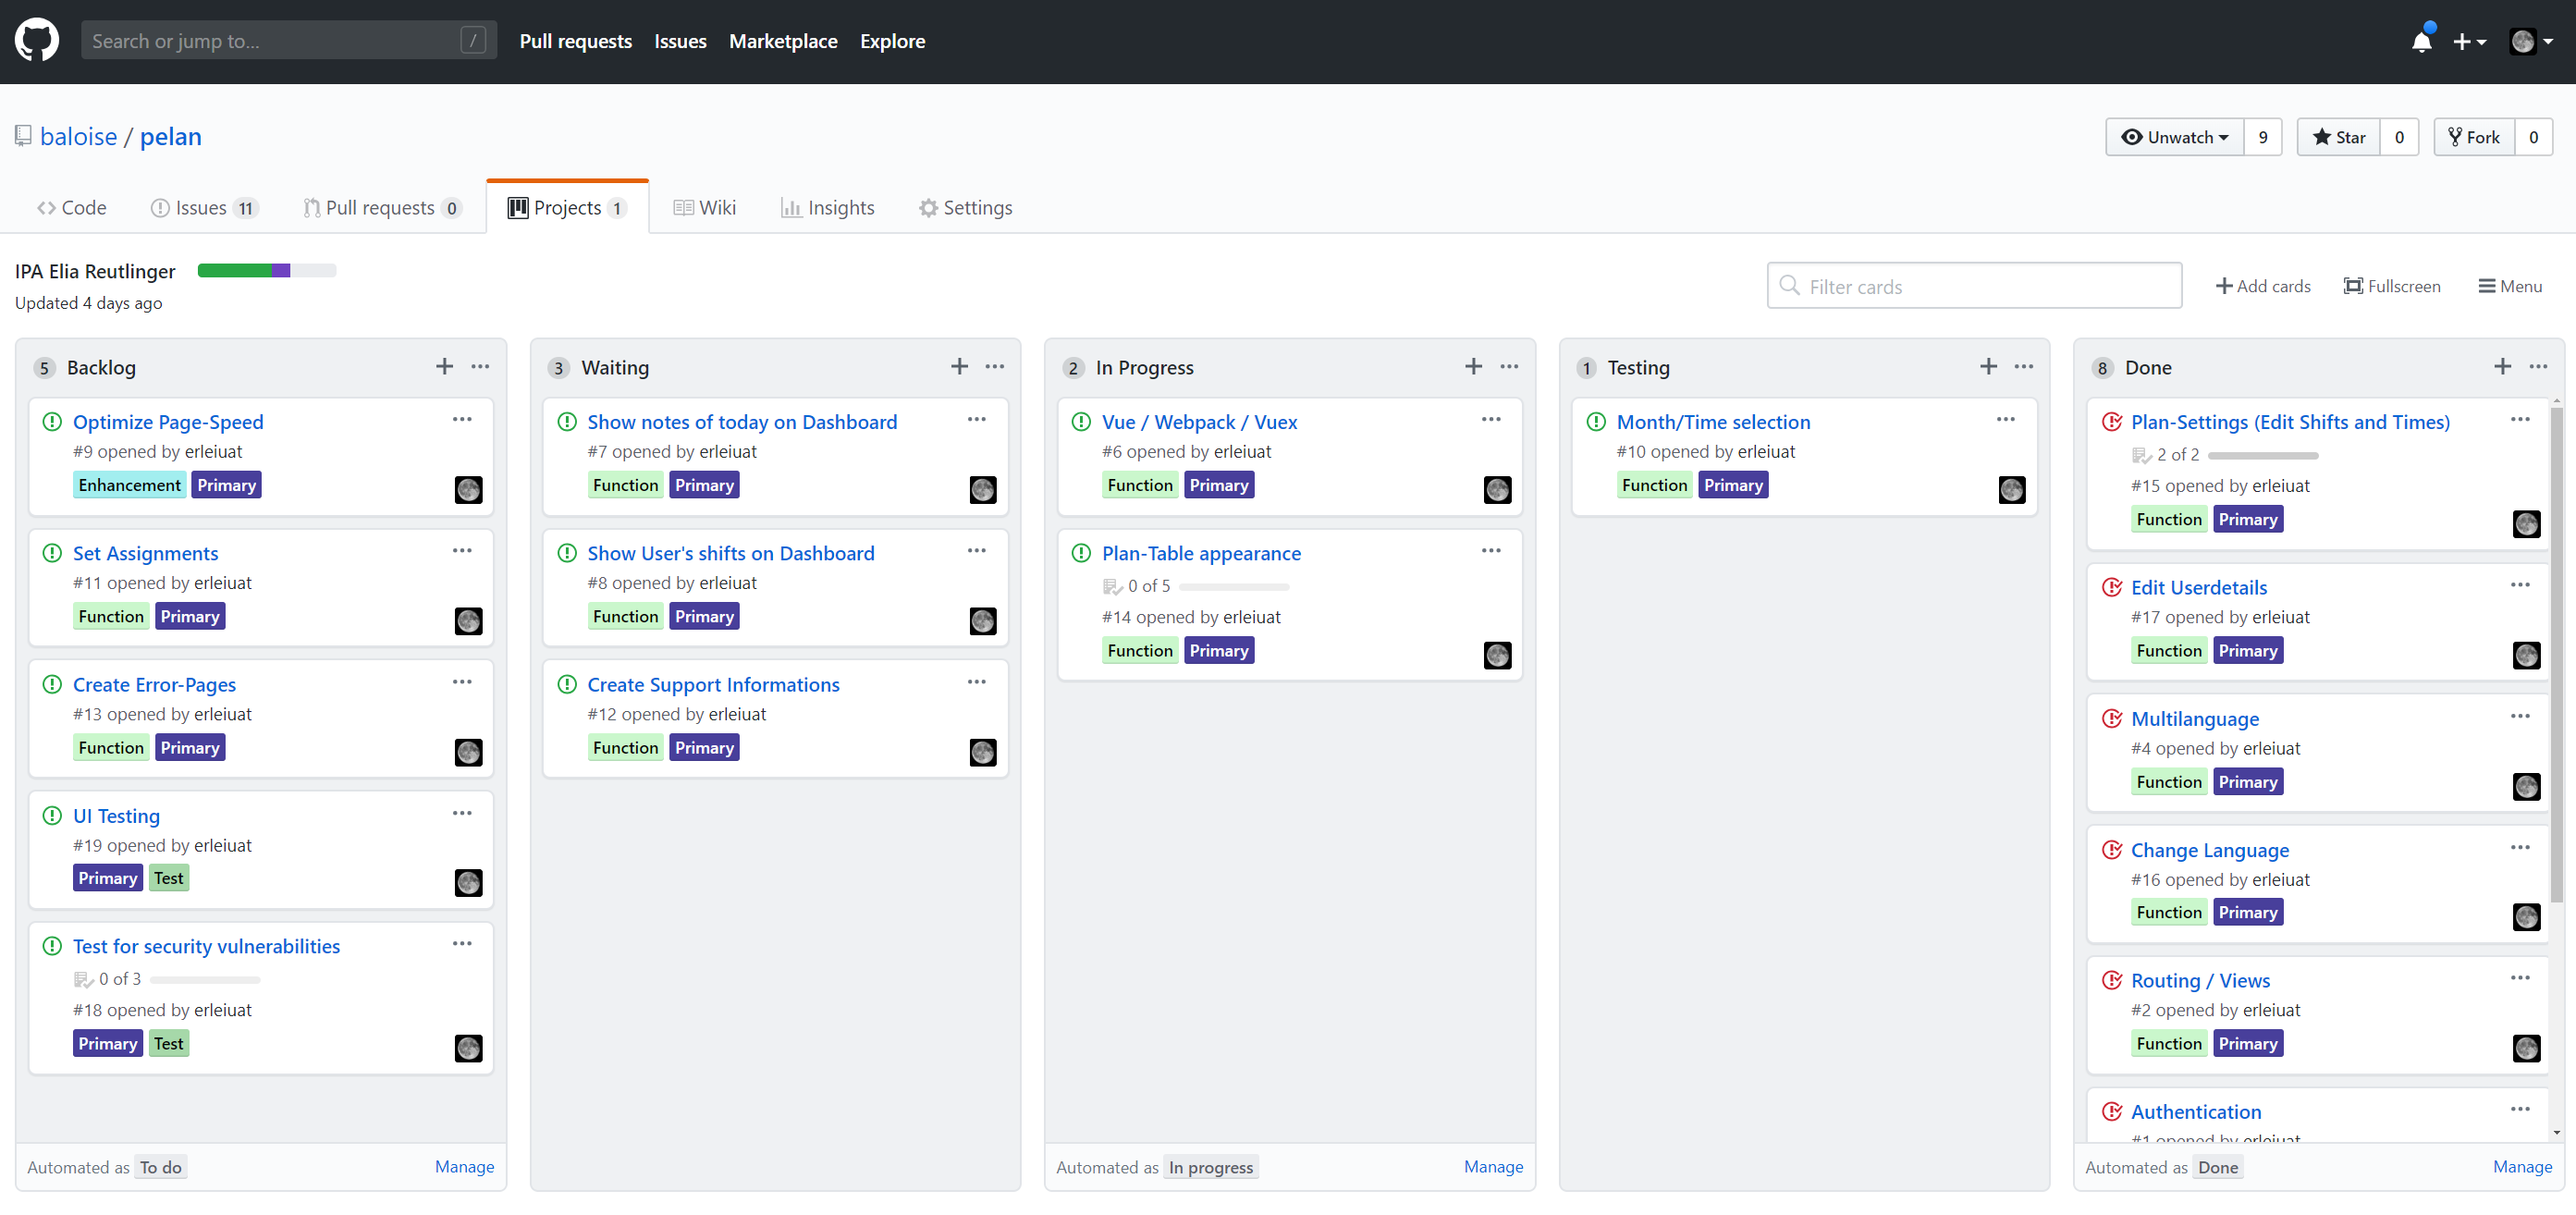 Search or jump to... /
Pull requests Issues Marketplace Explore
baloise / pelan
Unwatch 9 Star 0 Fork 0
Code Issues 11 Pull requests 0 Projects 1 Wiki Insights Settings
IPA Elia Reutlinger
Updated 4 days ago
Filter cards
Add cards Fullscreen Menu
5 Backlog
Optimize Page-Speed
#9 opened by erleiuat
Enhancement Primary
Set Assignments
#11 opened by erleiuat
Function Primary
Create Error-Pages
#13 opened by erleiuat
Function Primary
UI Testing
#19 opened by erleiuat
Primary Test
Test for security vulnerabilities
0 of 3
#18 opened by erleiuat
Primary Test
Automated as To do Manage
3 Waiting
Show notes of today on Dashboard
#7 opened by erleiuat
Function Primary
Show User's shifts on Dashboard
#8 opened by erleiuat
Function Primary
Create Support Informations
#12 opened by erleiuat
Function Primary
2 In Progress
Vue / Webpack / Vuex
#6 opened by erleiuat
Function Primary
Plan-Table appearance
0 of 5
#14 opened by erleiuat
Function Primary
Automated as In progress Manage
1 Testing
Month/Time selection
#10 opened by erleiuat
Function Primary
8 Done
Plan-Settings (Edit Shifts and Times)
2 of 2
#15 opened by erleiuat
Function Primary
Edit Userdetails
#17 opened by erleiuat
Function Primary
Multilanguage
#4 opened by erleiuat
Function Primary
Change Language
#16 opened by erleiuat
Function Primary
Routing / Views
#2 opened by erleiuat
Function Primary
Authentication
#1 opened by erleiuat
Automated as Done Manage